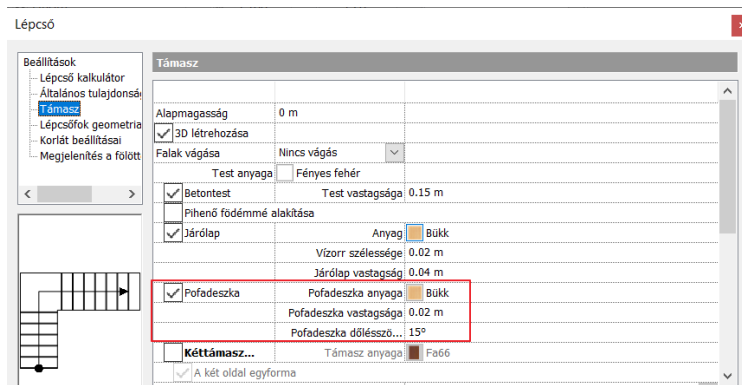 Lépcső
Beállítások
Lépcső kalkulátor
Általános tulajdonsá
Támasz
Lépcsőfok geometria
Korlát beállításai
Megjelenítés a fölött
Támasz
Alapmagasság 0 m
3D létrehozása
Falak vágása Nincs vágás
Test anyaga Fényes fehér
Betontest Test vastagsága 0.15 m
Pihenő födémmé alakítása
Járólap Anyag Bükk
Vízorr szélessége 0.02 m
Járólap vastagság 0.04 m
Pofadeszka Pofadeszka anyaga Bükk
Pofadeszka vastagsága 0.02 m
Pofadeszka dőlésszö... 15°
Kéttámasz... Támasz anyaga Fa66
A két oldal egyforma